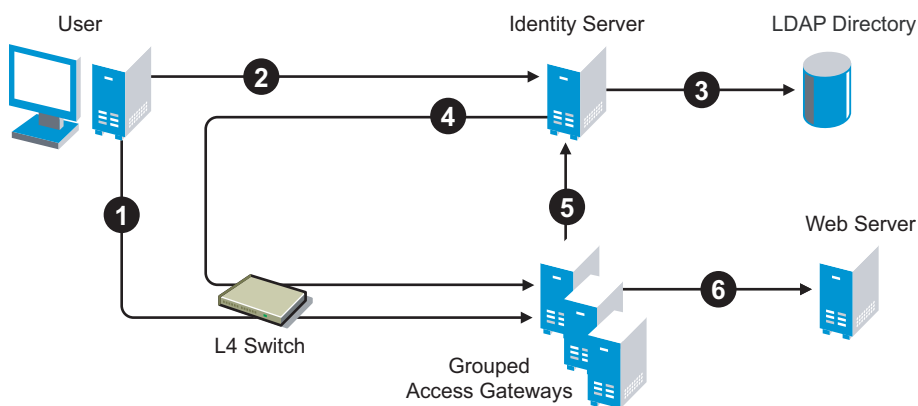 User
Identity Server
LDAP Directory
2
3
4
1
5
Web Server
6
L4 Switch
Grouped
Access Gateways